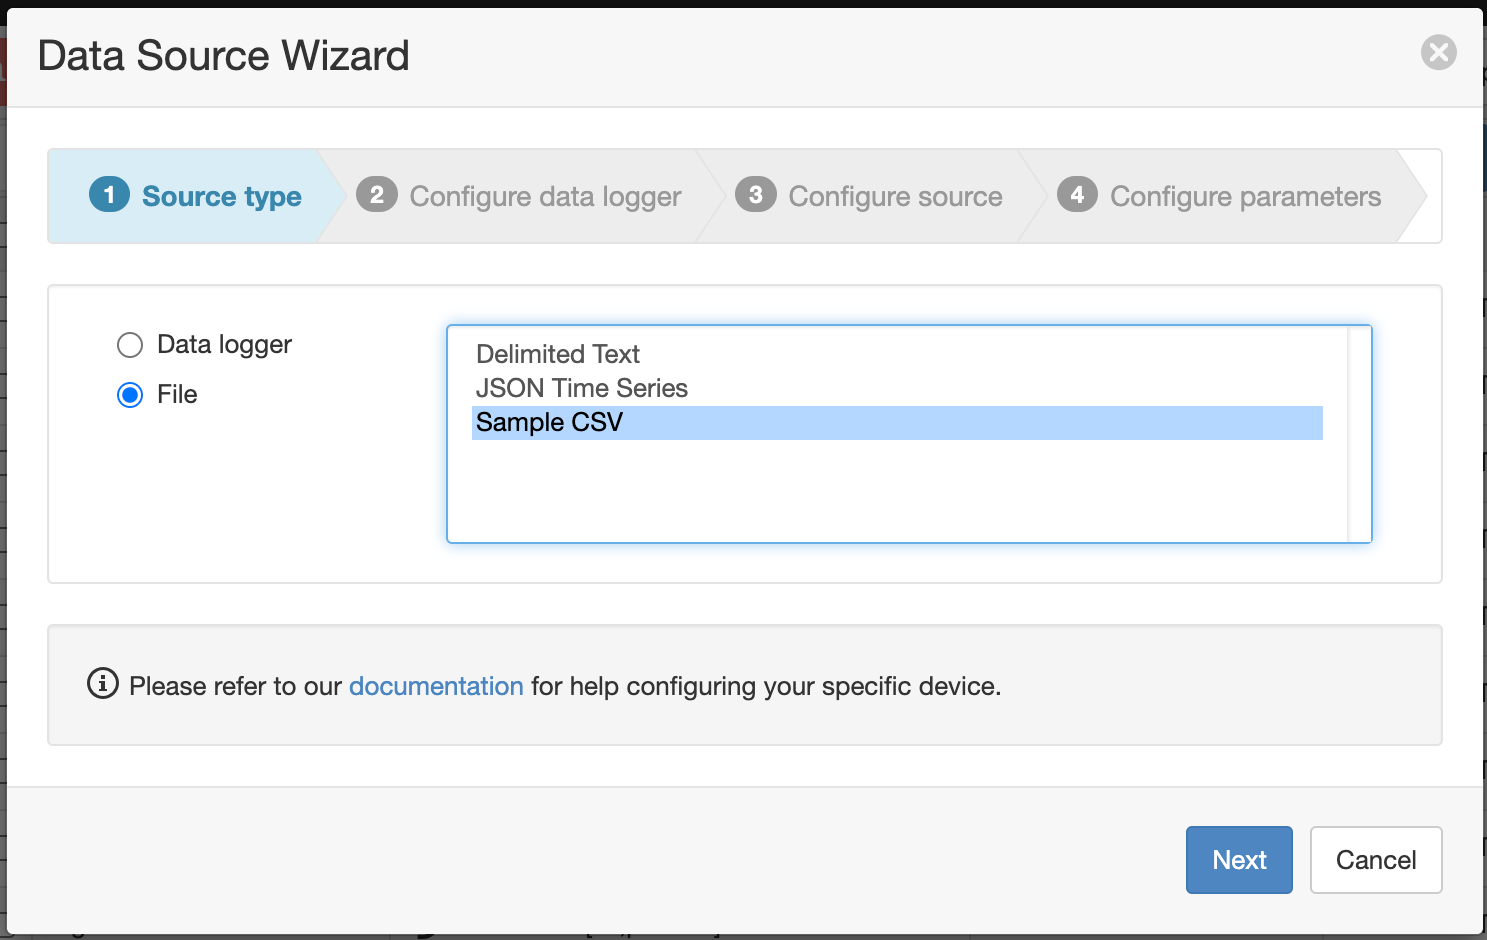 Data Source Wizard
1 Source type
2 Configure data logger
3 Configure source
4 Configure parameters
Data logger
File
Delimited Text
JSON Time Series
Sample CSV
Please refer to our documentation for help configuring your specific device.
Next
Cancel